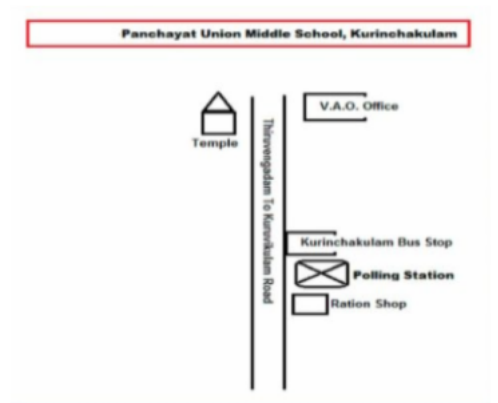 Panchayat Union Middle School, Kurinchakulam
V.A.O. Office
Temple
Thiruvengadam To Kuruvikulam Road
Kurinchakulam Bus Stop
Polling Station
Ration Shop